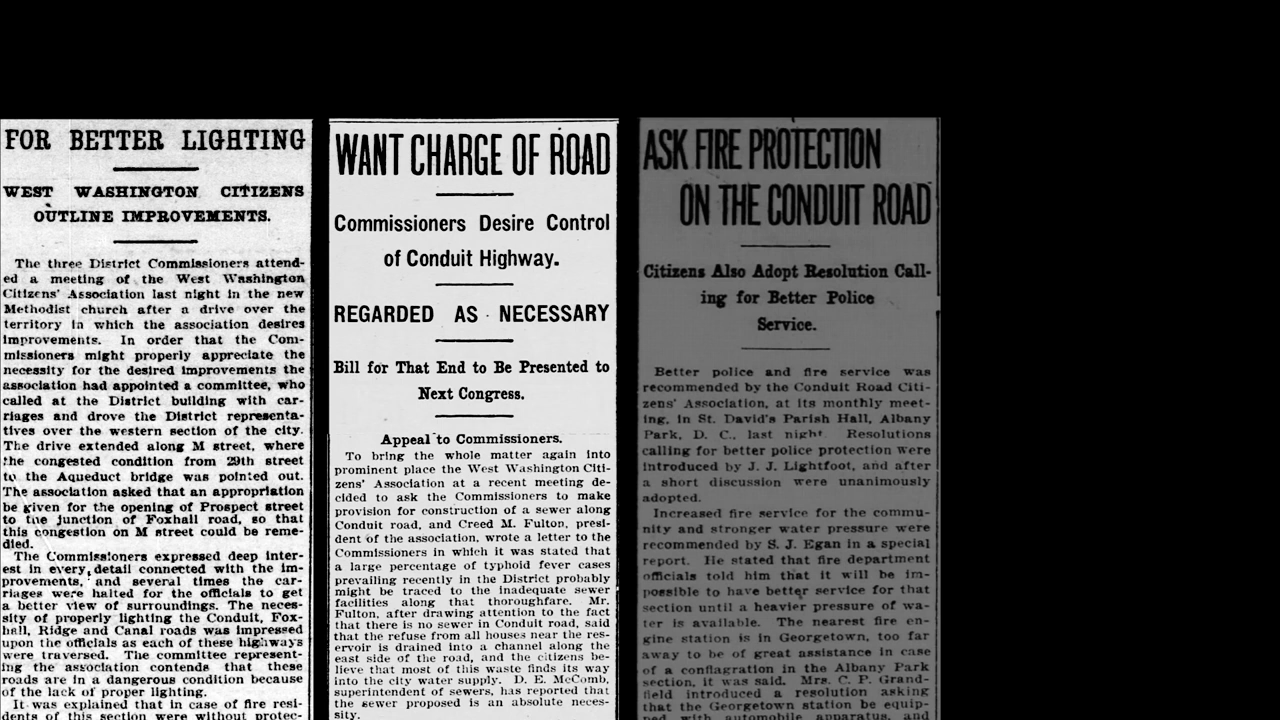 FOR BETTER LIGHTING
WEST WASHINGTON CITIZENS
OUTLINE IMPROVEMENTS.
The three District Commissioners attend-
ed a meeting of the West Washington
Citizens' Association last night in the new
Methodist church after a drive over the
territory in which the association desires
improvements. In order that the Com-
missioners might properly appreciate the
necessity for the desired improvements the
association had appointed a committee, who
called at the District building with car-
riages and drove the District representa-
tives over the western section of the city.
The drive extended along M street, where
the congested condition from 29th street
to the Aqueduct bridge was pointed out.
The association asked that an appropriation
be given for the opening of Prospect street
to the junction of Foxhall road, so that
this congestion on M street could be reme-
died.
The Commissioners expressed deep inter-
est in every detail connected with the im-
provements, and several times the car-
riages were halted for the officials to get
a better view of surroundings. The neces-
sity of properly lighting the Conduit, Fox-
hall, Ridge and Canal roads was impressed
upon the officials as each of these highways
were traversed. The committee represent-
ing the association contends that these
roads are in a dangerous condition because
of the lack of proper lighting.
It was explained that in case of fire resi-
dents of this section were without protec-
WANT CHARGE OF ROAD
Commissioners Desire Control
of Conduit Highway.
REGARDED AS NECESSARY
Bill for That End to Be Presented to
Next Congress.
Appeal to Commissioners.
To bring the whole matter again into
prominent place the West Washington Citi-
zens' Association at a recent meeting de-
cided to ask the Commissioners to make
provision for construction of a sewer along
Conduit road, and Creed M. Fulton, presi-
dent of the association, wrote a letter to the
Commissioners in which it was stated that
a large percentage of typhoid fever cases
prevailing recently in the District probably
might be traced to the inadequate sewer
facilities along that thoroughfare. Mr.
Fulton, after drawing attention to the fact
that there is no sewer in Conduit road, said
that the refuse from all houses near the res-
ervoir is drained into a channel along the
east side of the road, and the citizens be-
lieve that most of this waste finds its way
into the city water supply. D. E. McComb,
superintendent of sewers, has reported that
the sewer proposed is an absolute neces-
sity.
ASK FIRE PROTECTION
ON THE CONDUIT ROAD
Citizens Also Adopt Resolution Call-
ing for Better Police
Service.
Better police and fire service was
recommended by the Conduit Road Citi-
zens' Association, at its monthly meet-
ing, in St. David's Parish Hall, Albany
Park, D. C., last night Resolutions
calling for better police protection were
introduced by J. J. Lightfoot, and after
a short discussion were unanimously
adopted.
Increased fire service for the commu-
nity and stronger water pressure were
recommended by S. J. Egan in a special
report. He stated that fire department
officials told him that it will be im-
possible to have better service for that
section until a heavier pressure of wa-
ter is available. The nearest fire en-
gine station is in Georgetown, too far
away to be of great assistance in case
of a conflagration in the Albany Park
section, it was said. Mrs. C. P. Grand-
field introduced a resolution asking
that the Georgetown station be equip-
ped with automobile apparatus, and